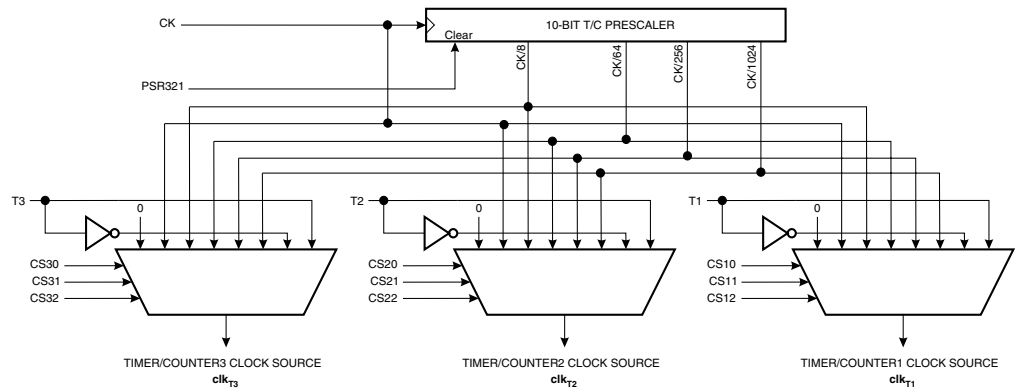 CK
10-BIT T/C PRESCALER
Clear
CK/8
CK/64
CK/256
CK/1024
PSR321
T3
0
T2
0
T1
0
CS30
CS31
CS32
CS20
CS21
CS22
CS10
CS11
CS12
TIMER/COUNTER3 CLOCK SOURCE
clkT3
TIMER/COUNTER2 CLOCK SOURCE
clkT2
TIMER/COUNTER1 CLOCK SOURCE
clkT1